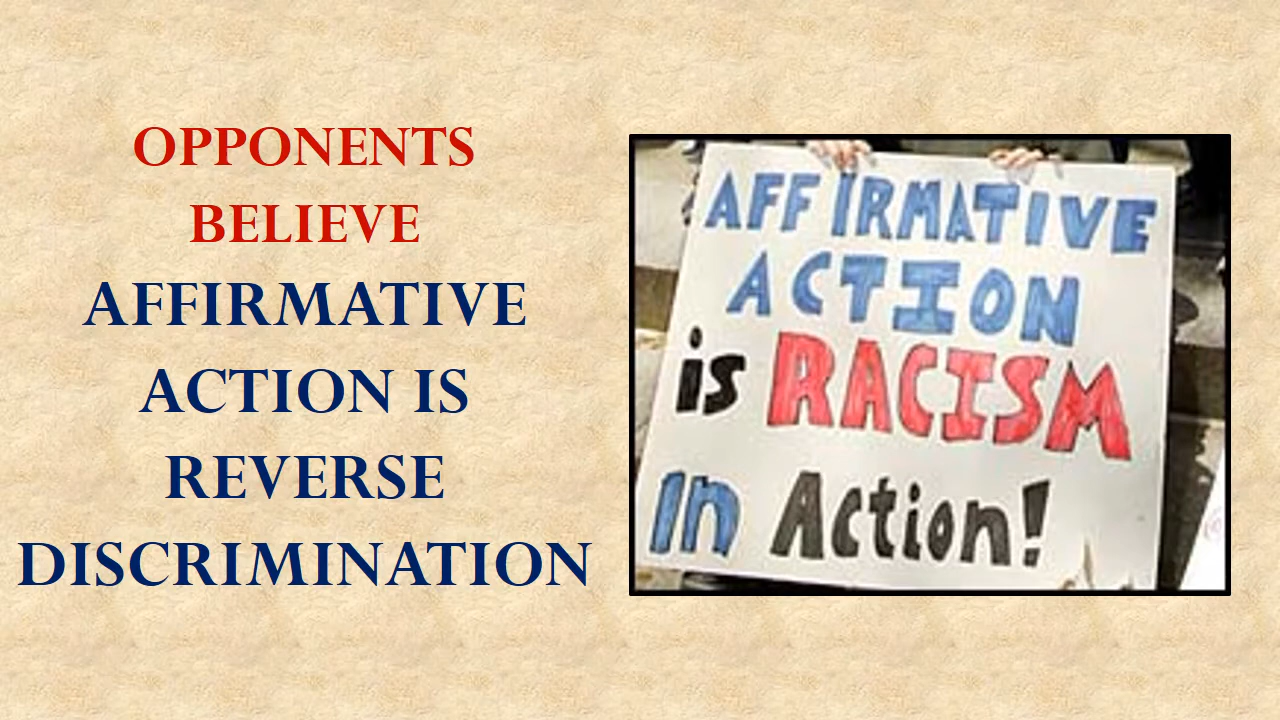 OPPONENTS
BELIEVE
AFFIRMATIVE
ACTION IS
REVERSE
DISCRIMINATION
AFFIRMATIVE
ACTION
is RACISM
In Action!